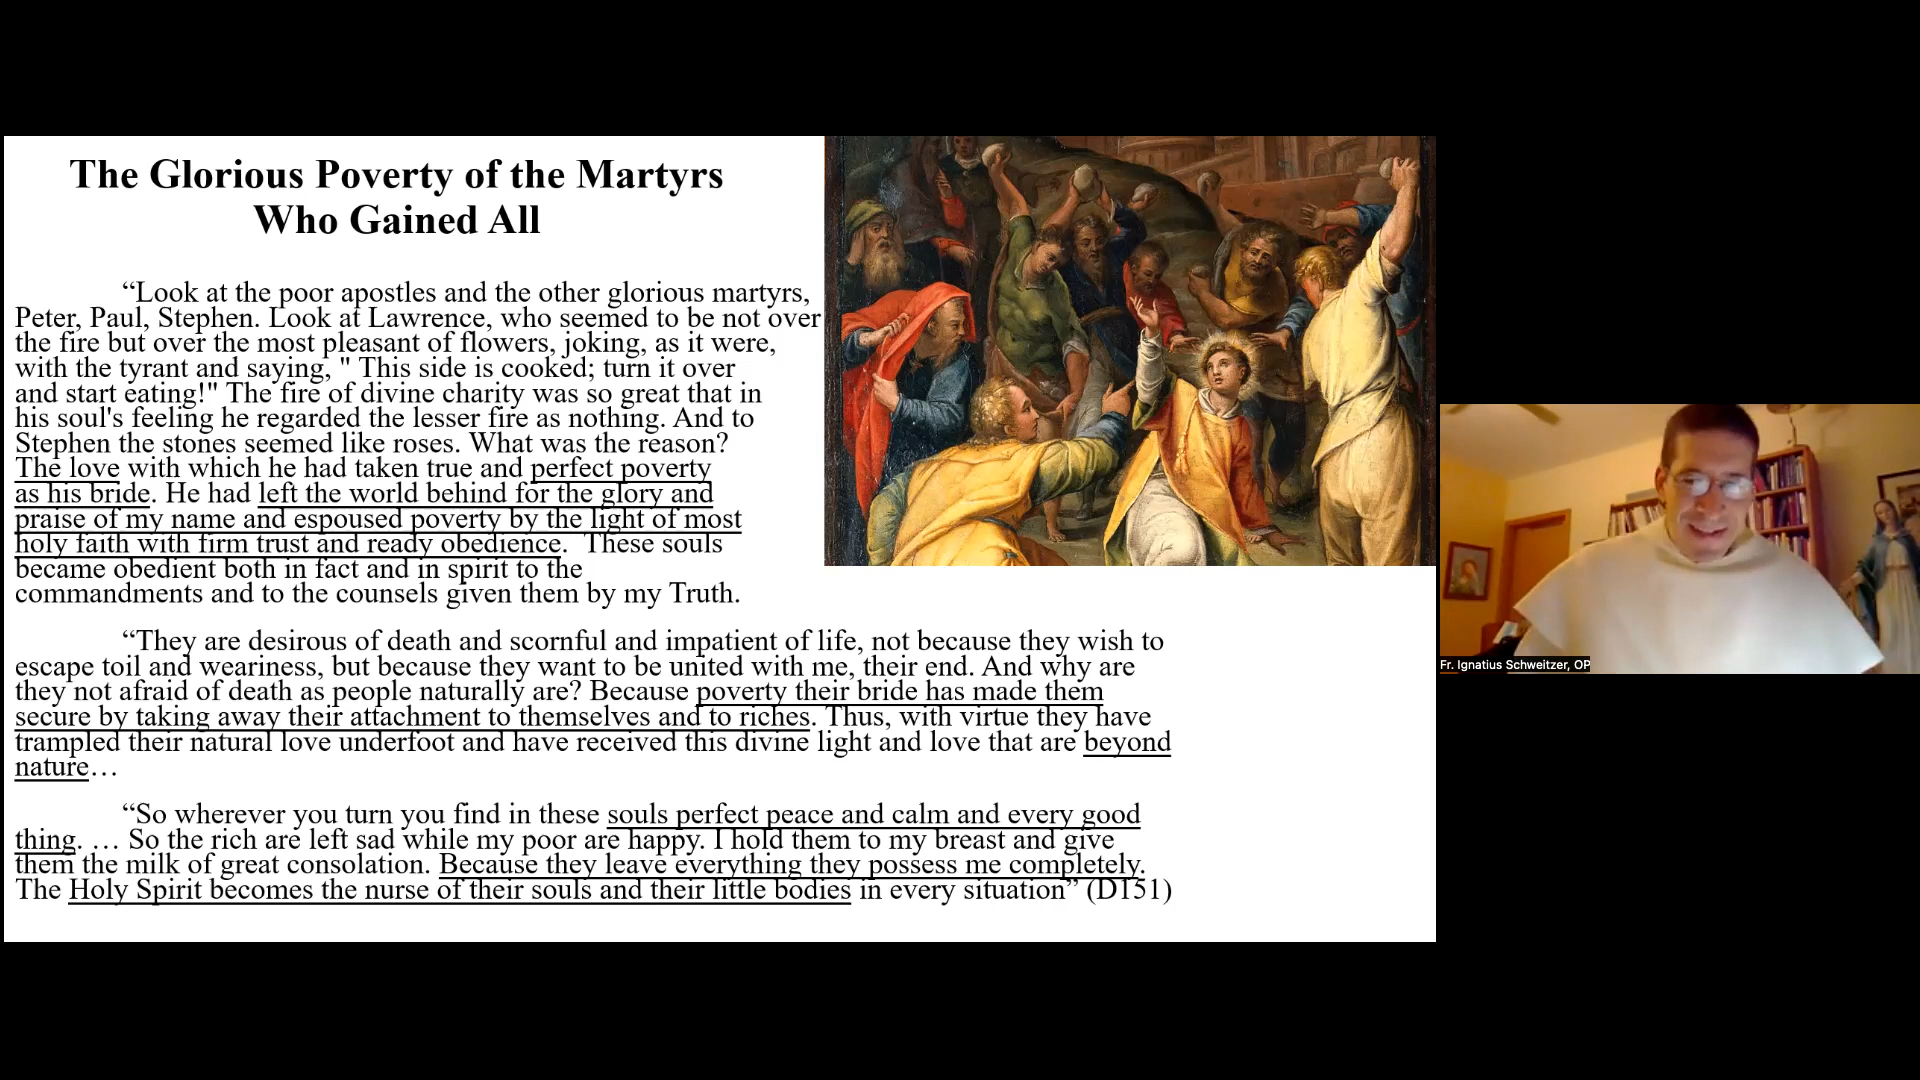 The Glorious Poverty of the Martyrs
Who Gained All
“Look at the poor apostles and the other glorious martyrs,
Peter, Paul, Stephen. Look at Lawrence, who seemed to be not over
the fire but over the most pleasant of flowers, joking, as it were,
with the tyrant and saying, " This side is cooked; turn it over
and start eating!" The fire of divine charity was so great that in
his soul's feeling he regarded the lesser fire as nothing. And to
Stephen the stones seemed like roses. What was the reason?
The love with which he had taken true and perfect poverty
as his bride. He had left the world behind for the glory and
praise of my name and espoused poverty by the light of most
holy faith with firm trust and ready obedience. These souls
became obedient both in fact and in spirit to the
commandments and to the counsels given them by my Truth.
“They are desirous of death and scornful and impatient of life, not because they wish to
escape toil and weariness, but because they want to be united with me, their end. And why are
they not afraid of death as people naturally are? Because poverty their bride has made them
secure by taking away their attachment to themselves and to riches. Thus, with virtue they have
trampled their natural love underfoot and have received this divine light and love that are beyond
nature…
“So wherever you turn you find in these souls perfect peace and calm and every good
thing. … So the rich are left sad while my poor are happy. I hold them to my breast and give
them the milk of great consolation. Because they leave everything they possess me completely.
The Holy Spirit becomes the nurse of their souls and their little bodies in every situation” (D151)
Fr. Ignatius Schweitzer, OP